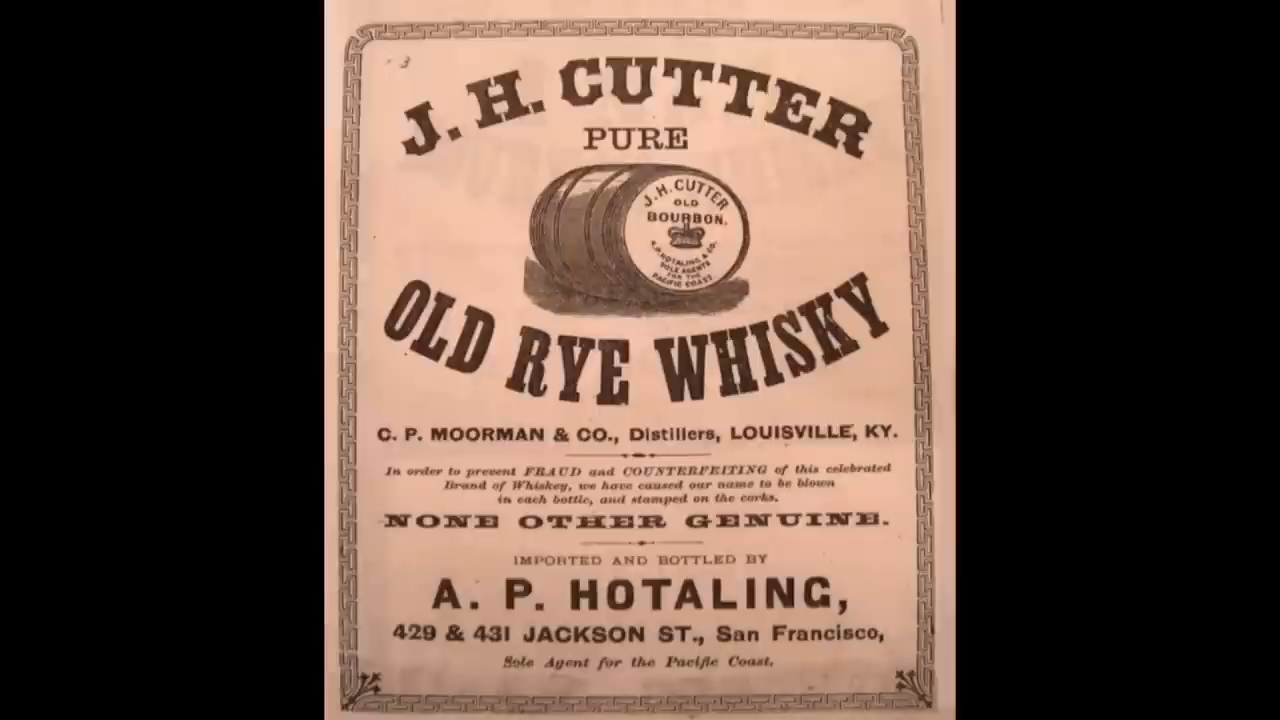 J. H. CUTTER
PURE
J. H. CUTTER
OLD
BOURBON.
A.P. HOTALING & CO.
SOLE AGENTS
FOR THE
PACIFIC COAST
OLD RYE WHISKY
C. P. MOORMAN & CO., Distillers, LOUISVILLE, KY.
In order to prevent FRAUD and COUNTERFEITING of this celebrated
Brand of Whiskey, we have caused our name to be blown
in each bottle, and stamped on the corks.
NONE OTHER GENUINE.
IMPORTED AND BOTTLED BY
A. P. HOTALING,
429 & 431 JACKSON ST., San Francisco,
Sole Agent for the Pacific Coast.